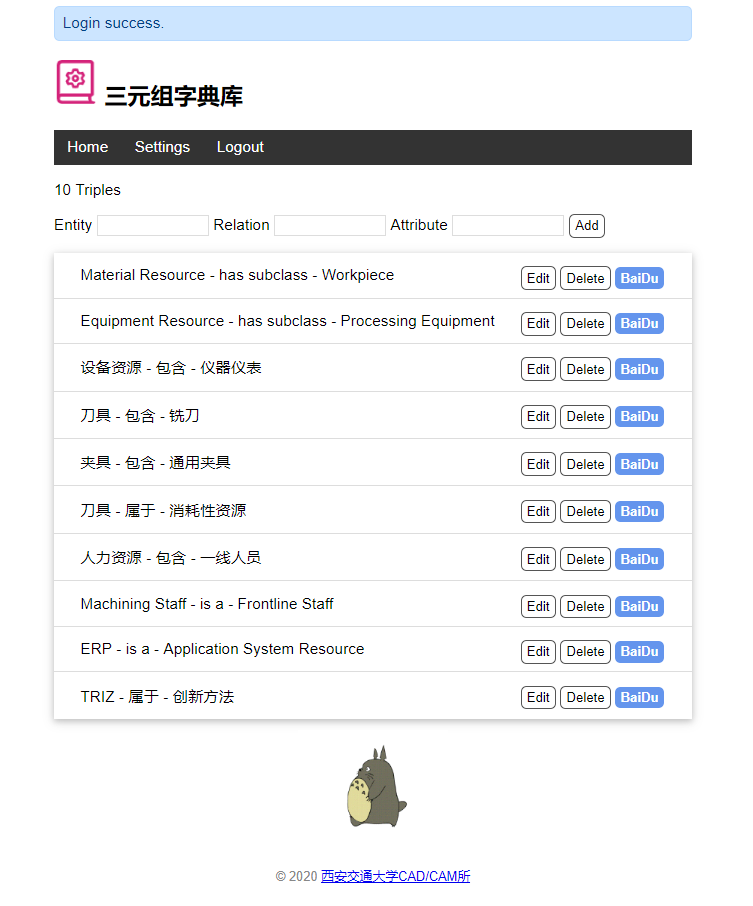 Login success.
三元组字典库
Home Settings Logout
10 Triples
Entity Relation Attribute Add
Material Resource - has subclass - Workpiece Edit Delete BaiDu
Equipment Resource - has subclass - Processing Equipment Edit Delete BaiDu
设备资源 - 包含 - 仪器仪表 Edit Delete BaiDu
刀具 - 包含 - 铣刀 Edit Delete BaiDu
夹具 - 包含 - 通用夹具 Edit Delete BaiDu
刀具 - 属于 - 消耗性资源 Edit Delete BaiDu
人力资源 - 包含 - 一线人员 Edit Delete BaiDu
Machining Staff - is a - Frontline Staff Edit Delete BaiDu
ERP - is a - Application System Resource Edit Delete BaiDu
TRIZ - 属于 - 创新方法 Edit Delete BaiDu
© 2020 西安交通大学CAD/CAM所